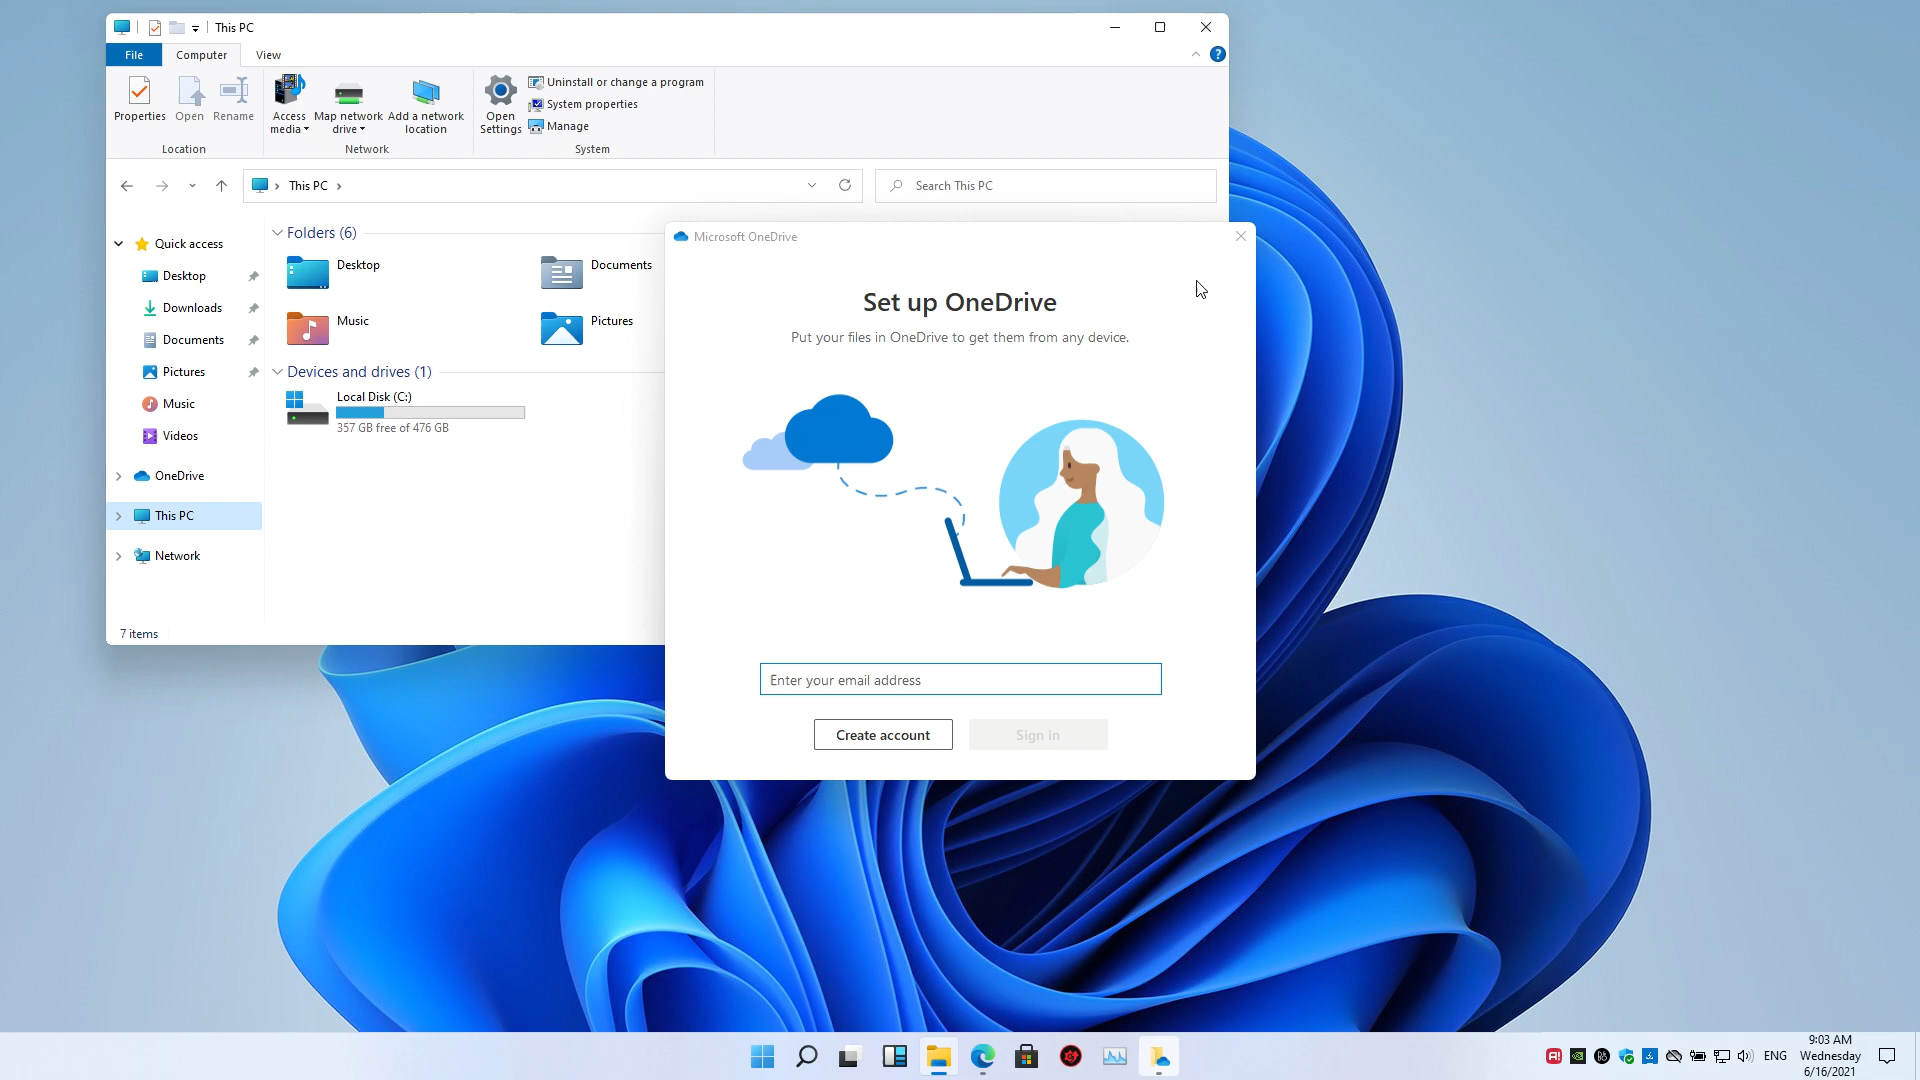 This PC
File
Computer
View
Properties
Open
Rename
Access
media
Map network
drive
Add a network
location
Open
Settings
Uninstall or change a program
System properties
Manage
Location
Network
System
This PC
Search This PC
Quick access
Desktop
Downloads
Documents
Pictures
Music
Videos
OneDrive
This PC
Network
7 items
Folders (6)
Desktop
Documents
Music
Pictures
Devices and drives (1)
Local Disk (C:)
357 GB free of 476 GB
Microsoft OneDrive
Set up OneDrive
Put your files in OneDrive to get them from any device.
Enter your email address
Create account
Sign in
ENG
9:03 AM
Wednesday
6/16/2021